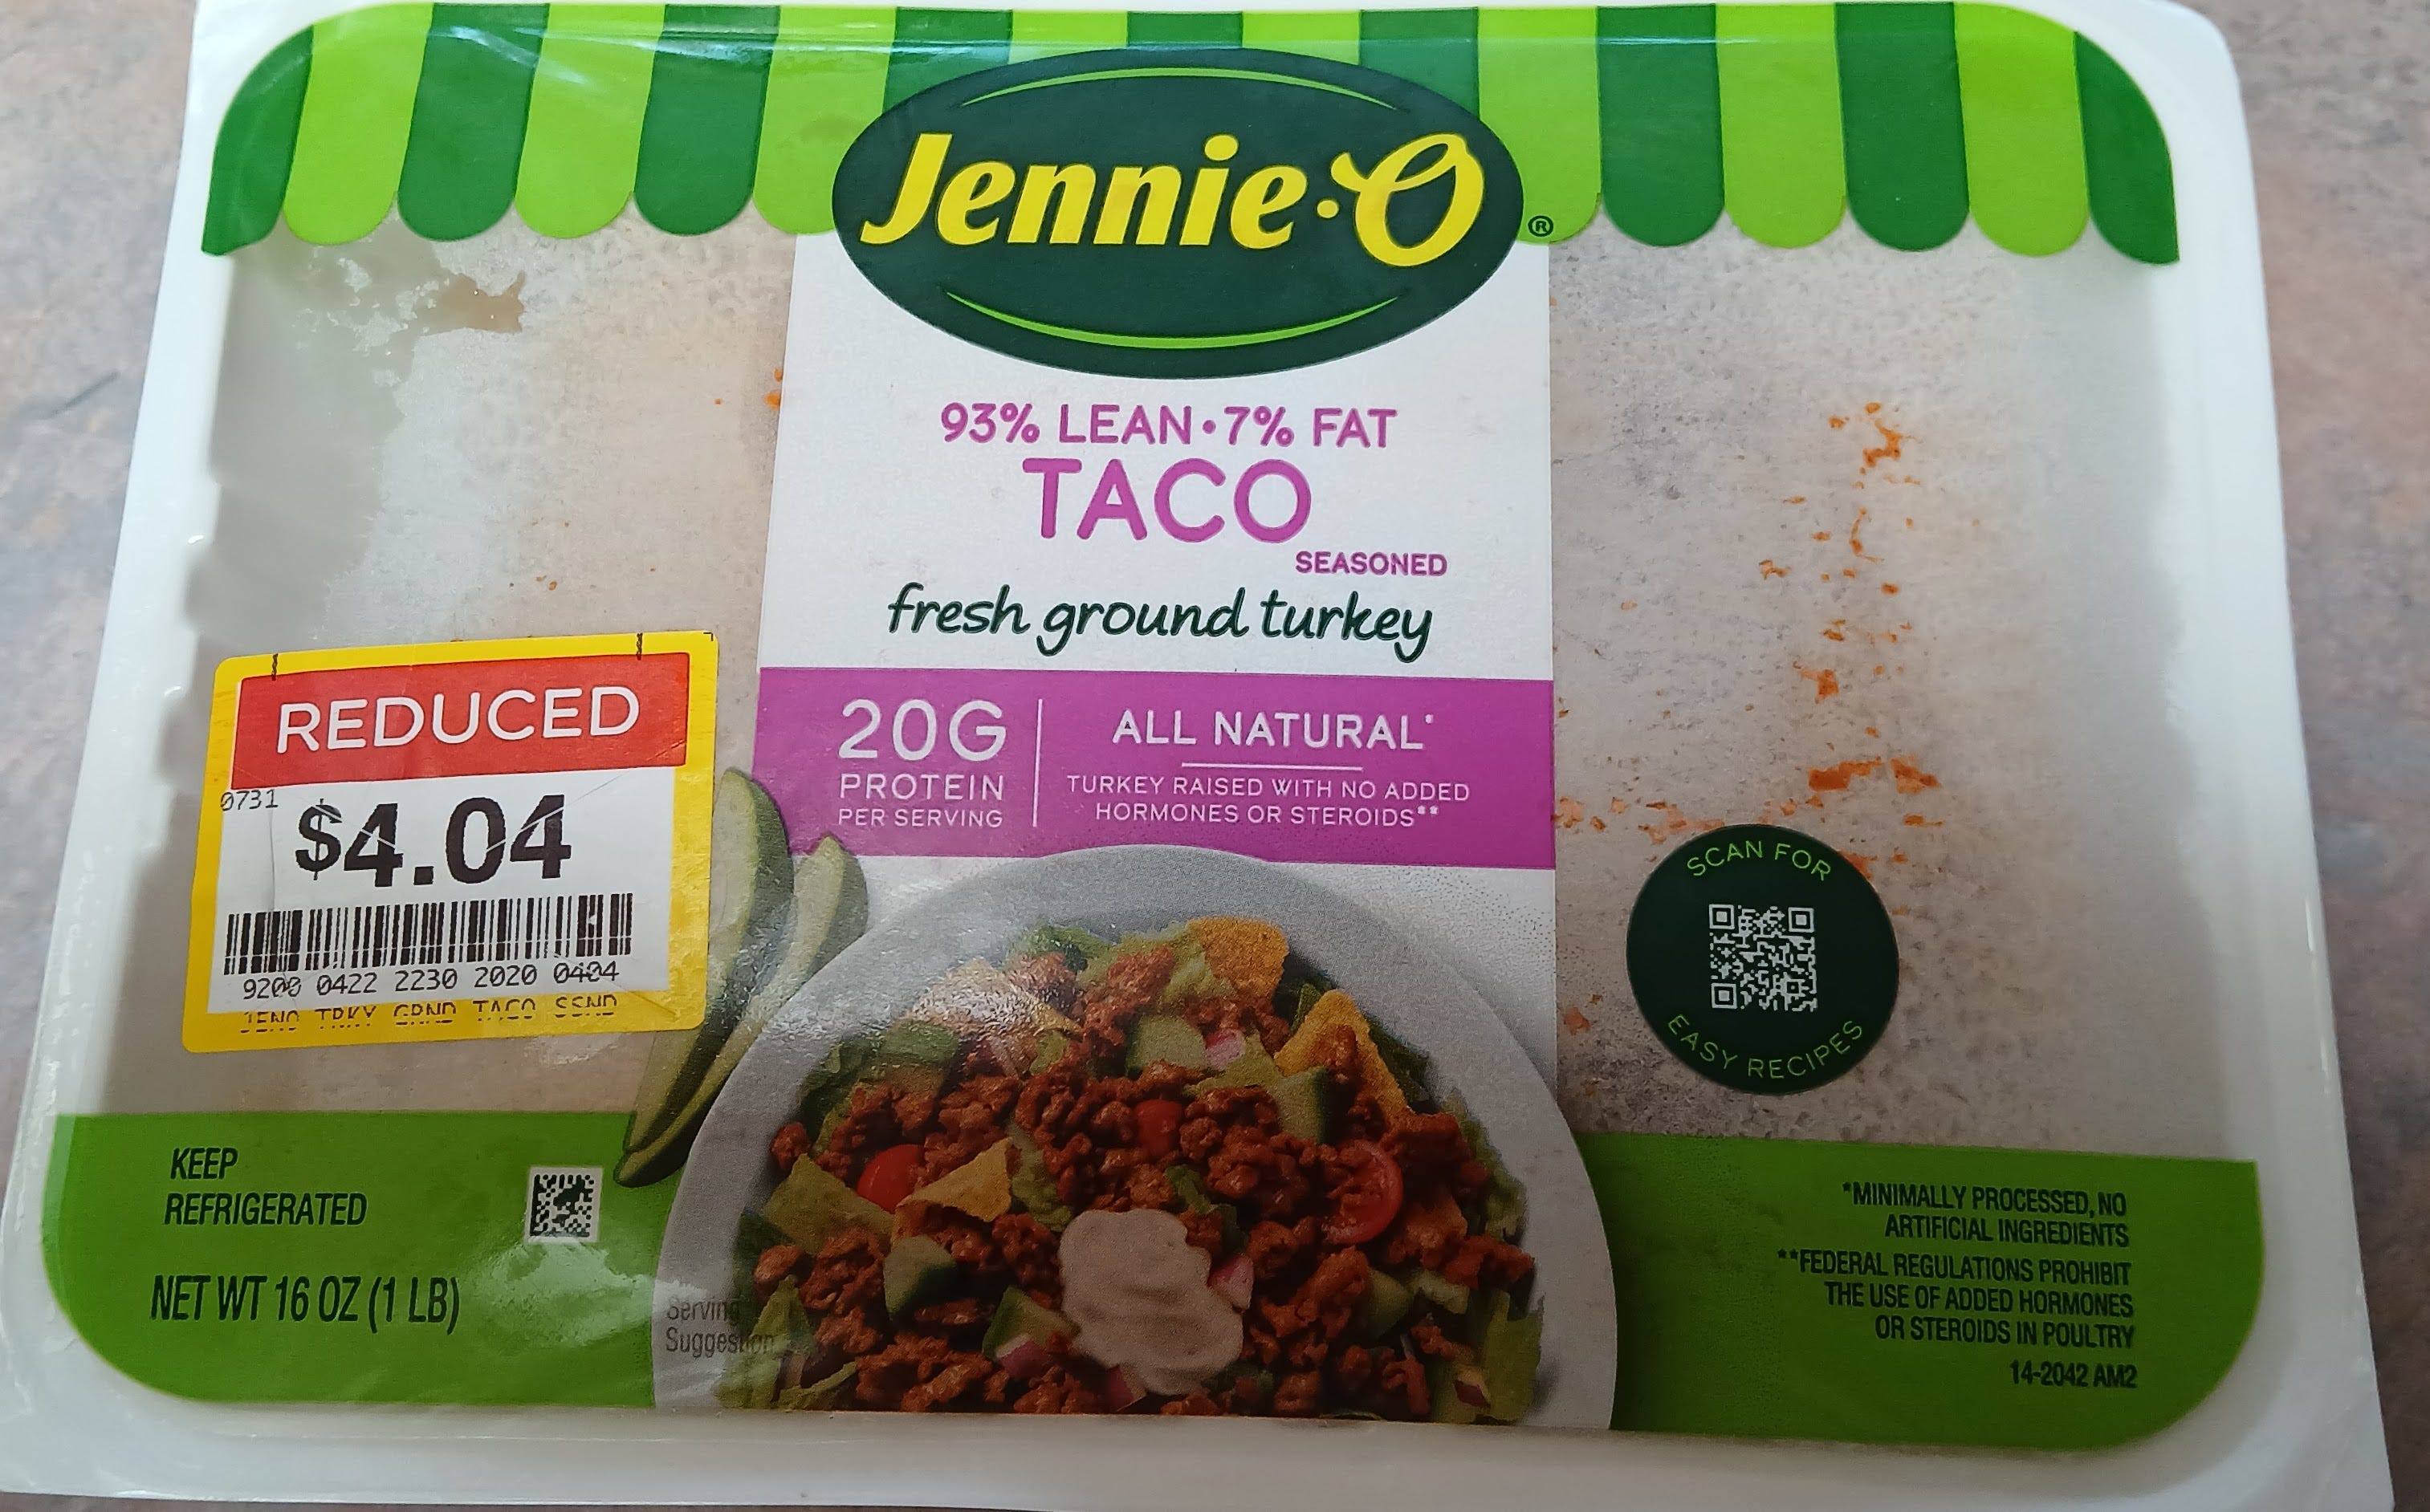 Jennie-O®
93% LEAN • 7% FAT
TACO
SEASONED
fresh ground turkey
20G
PROTEIN
PER SERVING
ALL NATURAL*
TURKEY RAISED WITH NO ADDED
HORMONES OR STEROIDS**
REDUCED
0731
$4.04
9200 0422 2230 2020 0404
JENO TRKY GRND TACO SSND
SCAN FOR
EASY RECIPES
KEEP
REFRIGERATED
NET WT 16 OZ (1 LB)
Serving
Suggestion
*MINIMALLY PROCESSED, NO
ARTIFICIAL INGREDIENTS
**FEDERAL REGULATIONS PROHIBIT
THE USE OF ADDED HORMONES
OR STEROIDS IN POULTRY
14-2042 AM2